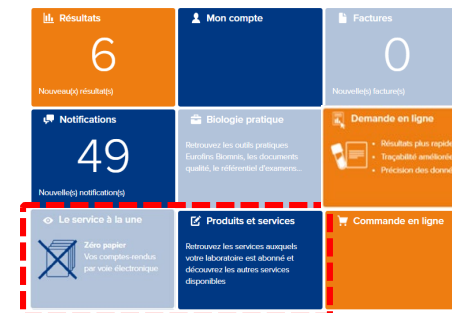 Résultats
6
Nouveau(x) résultat(s)
Mon compte
Factures
0
Nouvelle(s) facture(s)
Notifications
49
Nouvelle(s) notification(s)
Biologie pratique
Retrouvez les outils pratiques
Eurofins Biomnis, les documents
qualité, le référentiel d'examens...
Demande en ligne
• Résultats plus rapide
• Traçabilité améliorée
• Précision des donné
Le service à la une
Zéro papier
Vos comptes-rendus
par voie électronique
Produits et services
Retrouvez les services auxquels
votre laboratoire est abonné et
découvrez les autres services
disponibles
Commande en ligne